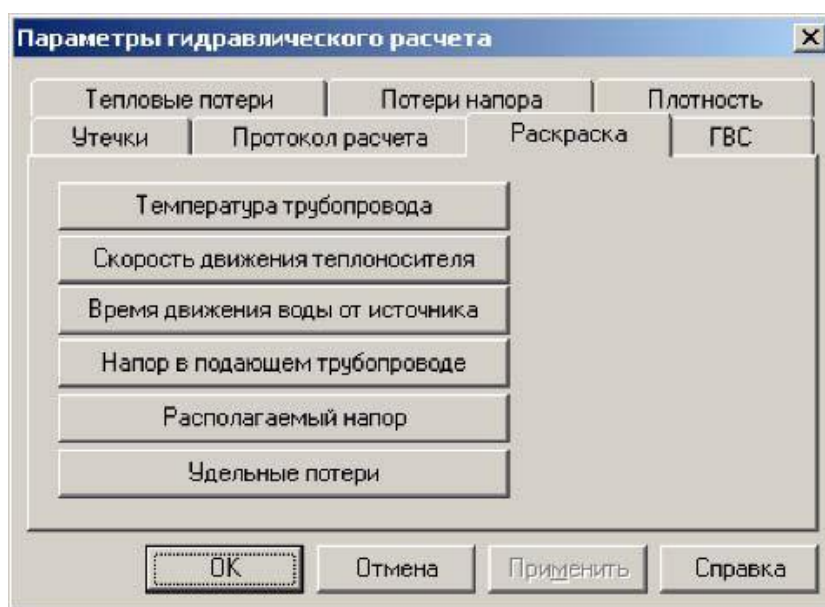 Параметры гидравлического расчета
Тепловые потери Потери напора Плотность
Утечки Протокол расчета Раскраска ГВС
Температура трубопровода
Скорость движения теплоносителя
Время движения воды от источника
Напор в подающем трубопроводе
Располагаемый напор
Удельные потери
OK Отмена Применить Справка